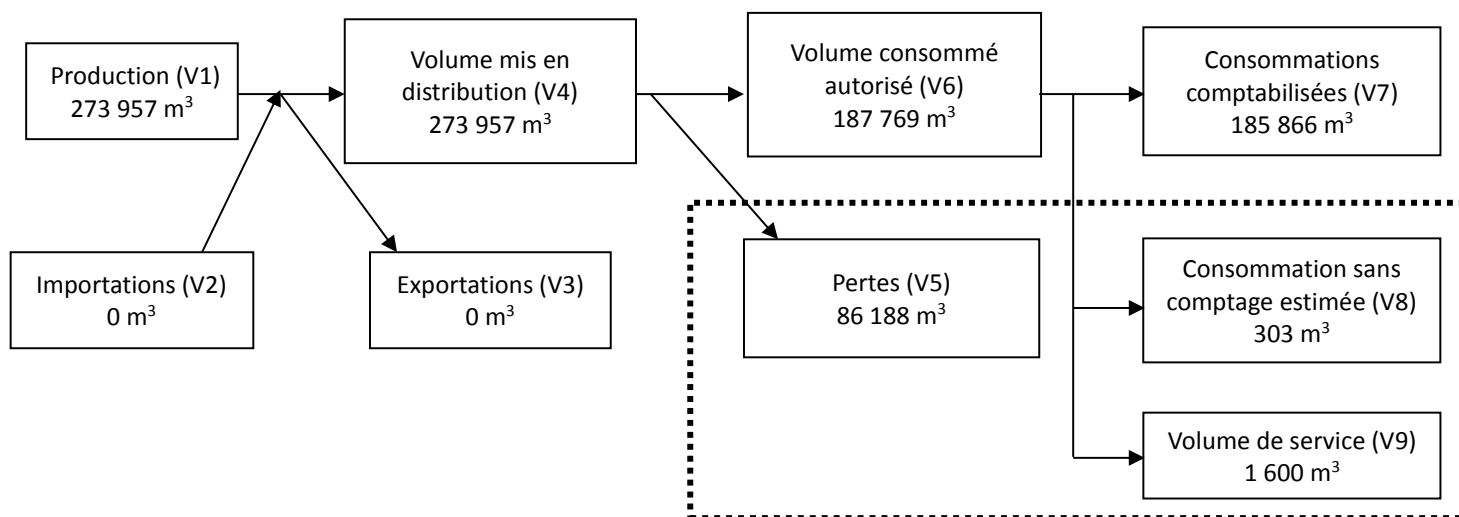 Production (V1)
273 957 m³
Volume mis en
distribution (V4)
273 957 m³
Volume consommé
autorisé (V6)
187 769 m³
Consommations
comptabilisées (V7)
185 866 m³
Importations (V2)
0 m³
Exportations (V3)
0 m³
Pertes (V5)
86 188 m³
Consommation sans
comptage estimée (V8)
303 m³
Volume de service (V9)
1 600 m³